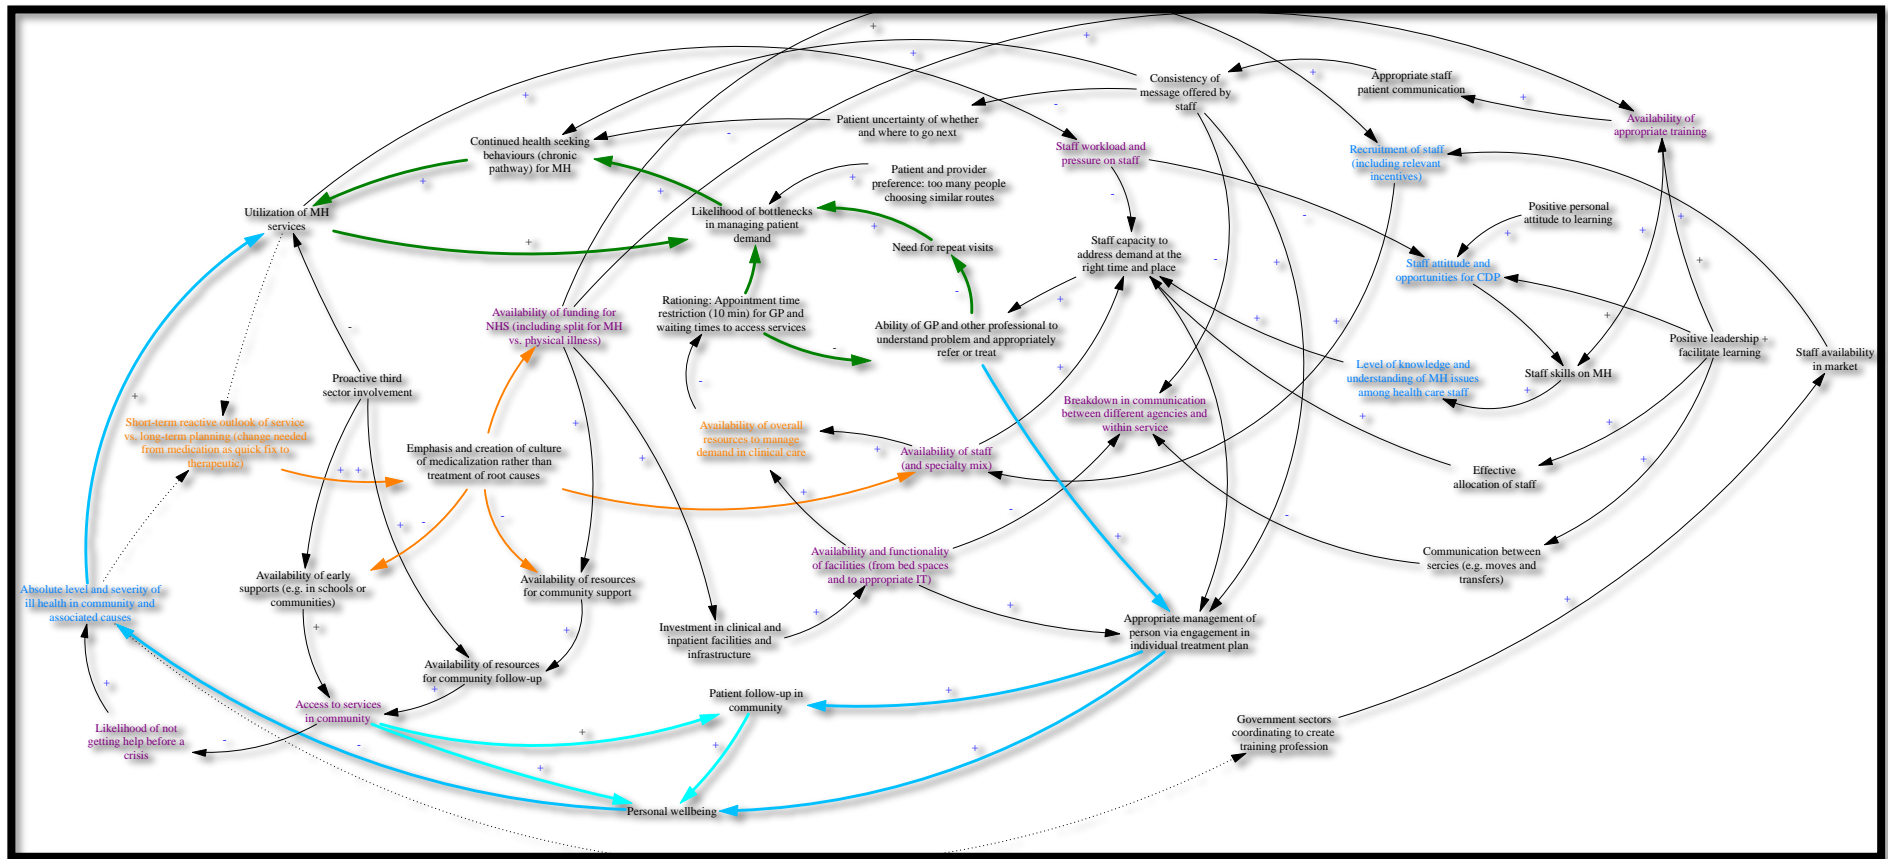 Consistency of
message offered by
staff
Appropriate staff
patient communication
Availability of
appropriate training
Patient uncertainty of whether
and where to go next
Continued health seeking
behaviours (chronic
pathway) for MH
Staff workload and
pressure on staff
Recruitment of staff
(including relevant
incentives)
Patient and provider
preference: too many people
choosing similar routes
Utilization of MH
services
Likelihood of bottlenecks
in managing patient
demand
Need for repeat visits
Staff capacity to
address demand at the
right time and place
Positive personal
attitude to learning
Staff attitude and
opportunities for CDP
Availability of funding for
NHS (including split for MH
vs. physical illness)
Rationing: Appointment time
restriction (10 min) for GP and
waiting times to access services
Ability of GP and other professional to
understand problem and appropriately
refer or treat
Positive leadership +
facilitate learning
Staff availability
in market
Proactive third
sector involvement
Level of knowledge and
understanding of MH issues
among health care staff
Staff skills on MH
Breakdown in communication
between different agencies and
within service
Short-term reactive outlook of service
vs. long-term planning (change needed
from medication as quick fix to
therapeutic)
Emphasis and creation of culture
of medicalization rather than
treatment of root causes
Availability of overall
resources to manage
demand in clinical care
Availability of staff
(and specialty mix)
Effective
allocation of staff
Availability and functionality
of facilities (from bed spaces
and to appropriate IT)
Communication between
sercies (e.g. moves and
transfers)
Absolute level and severity of
ill health in community and
associated causes
Availability of early
supports (e.g. in schools or
communities)
Availability of resources
for community support
Investment in clinical and
inpatient facilities and
infrastructure
Appropriate management of
person via engagement in
individual treatment plan
Availability of resources
for community follow-up
Access to services
in community
Patient follow-up in
community
Likelihood of not
getting help before a
crisis
Government sectors
coordinating to create
training profession
Personal wellbeing